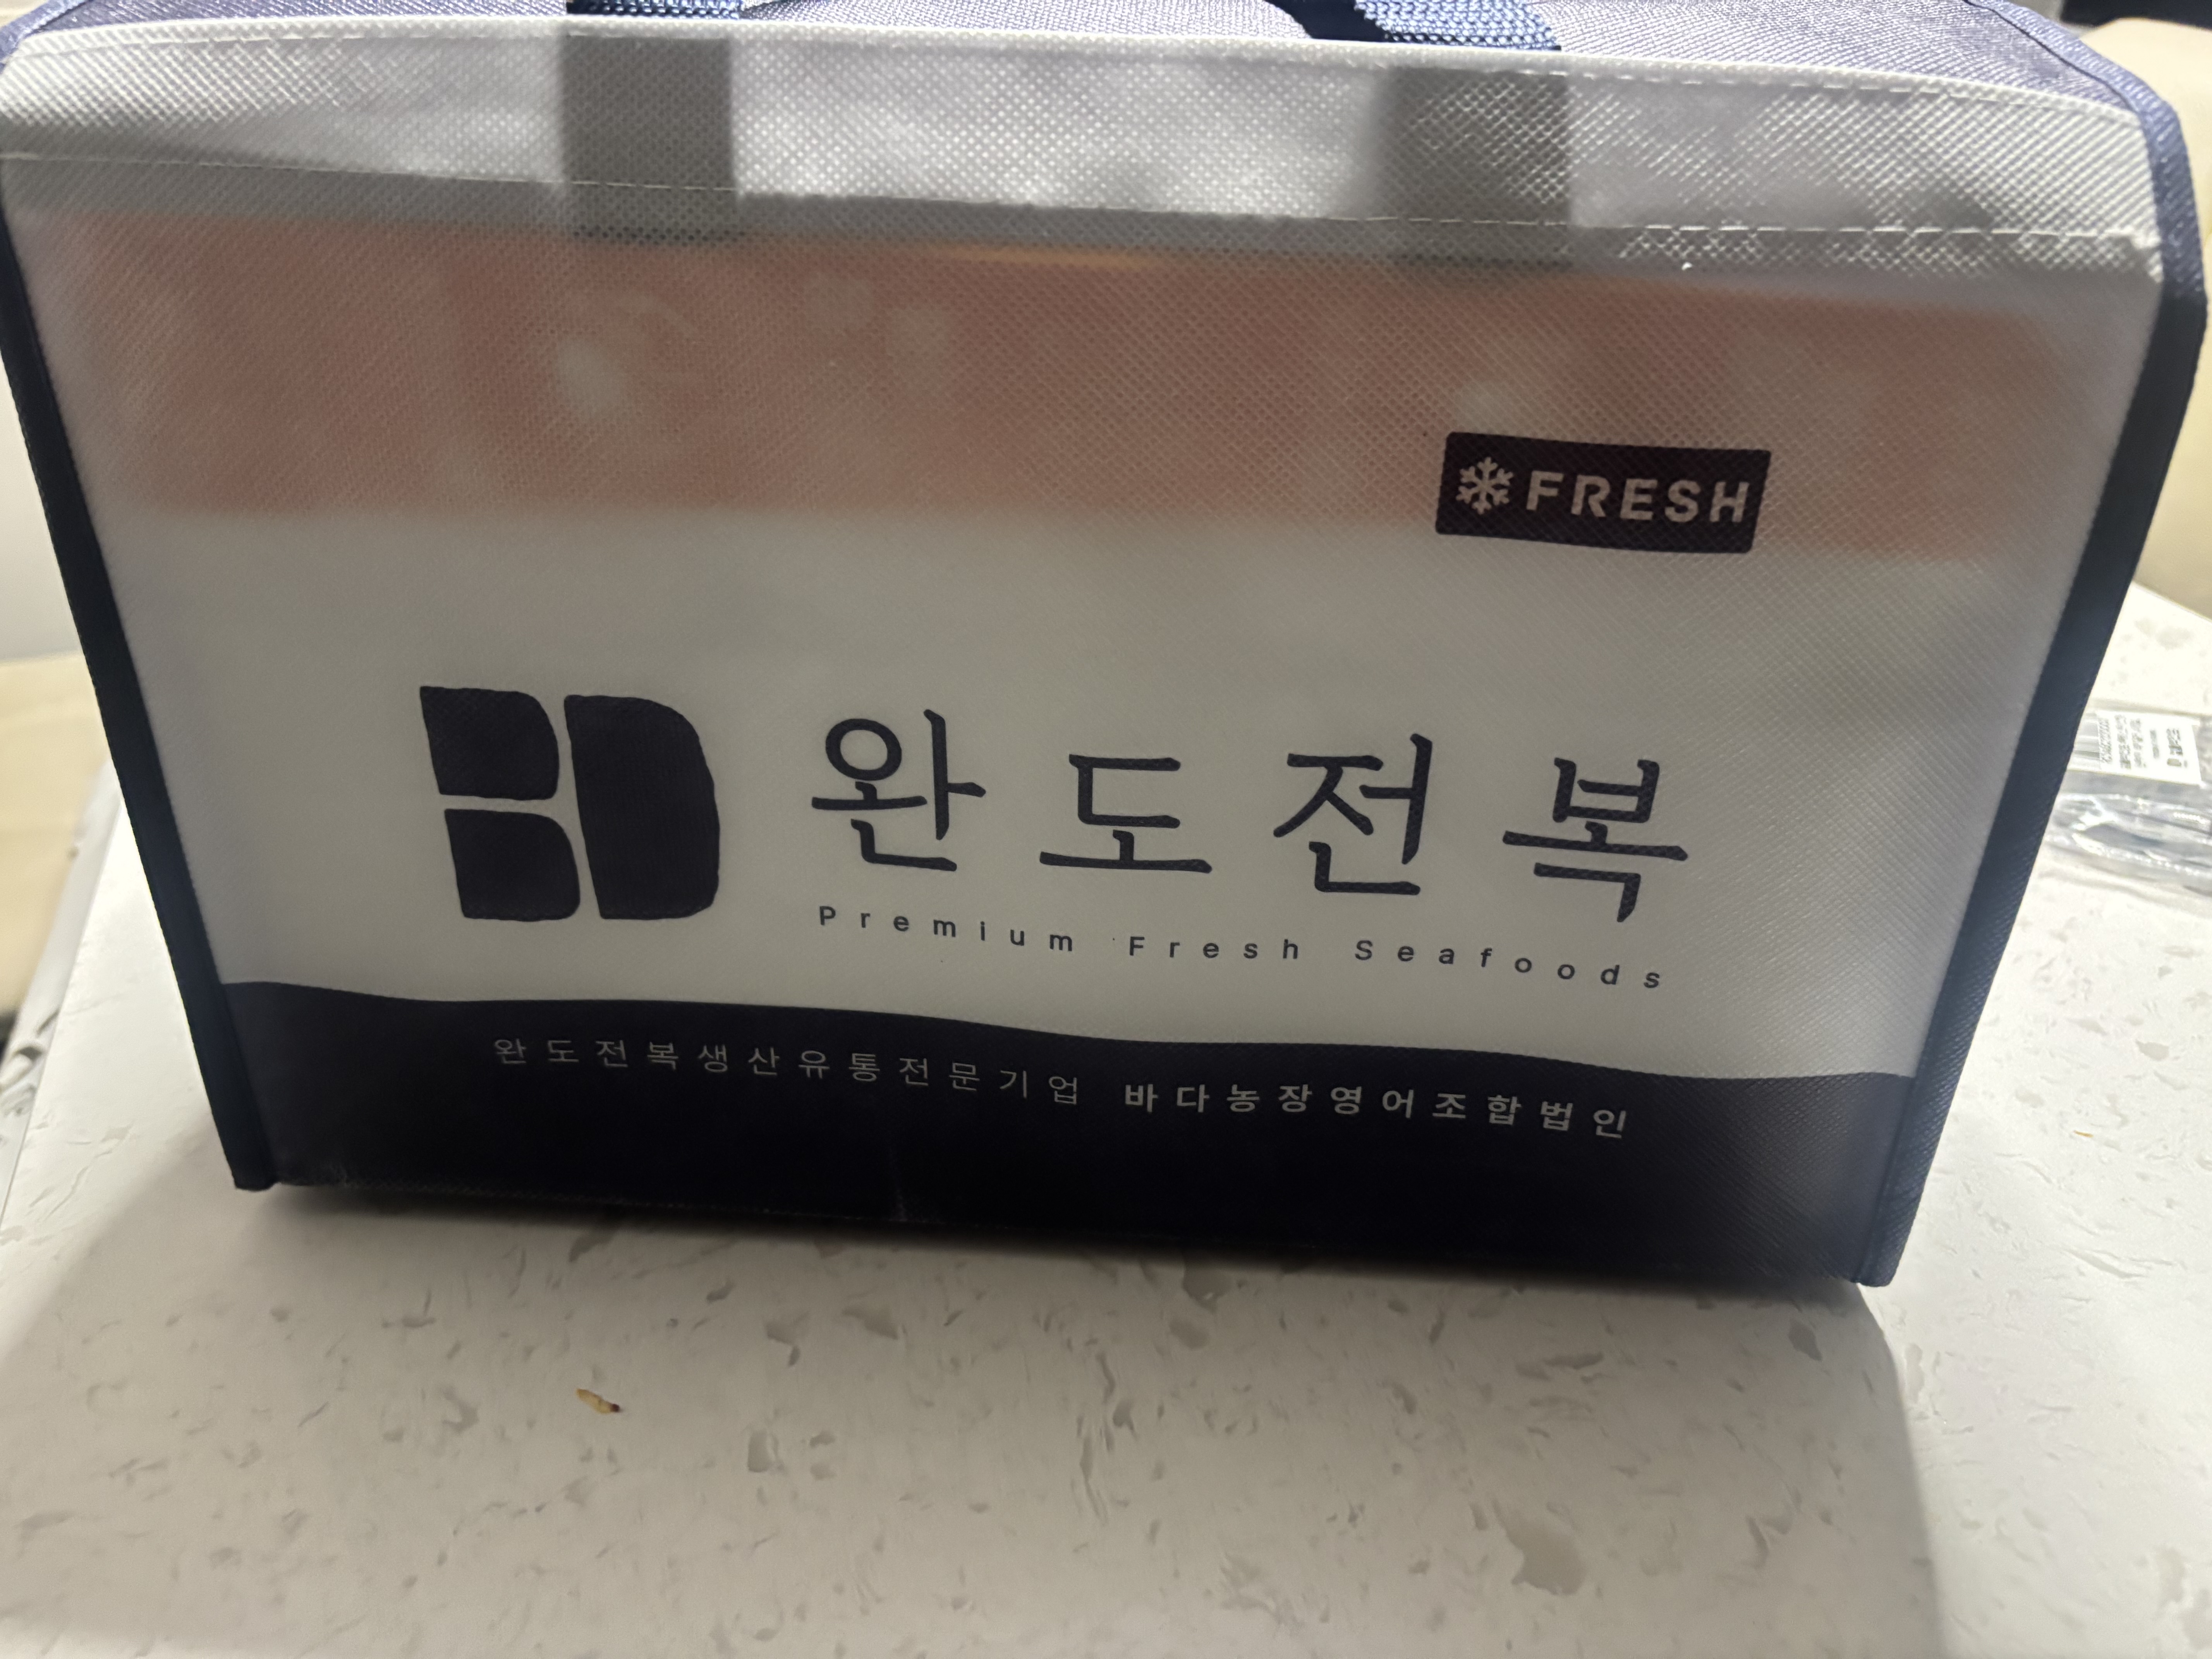 FRESH
완도전복
Premium Fresh Seafoods
완도전복생산유통전문기업 바다농장영어조합법인